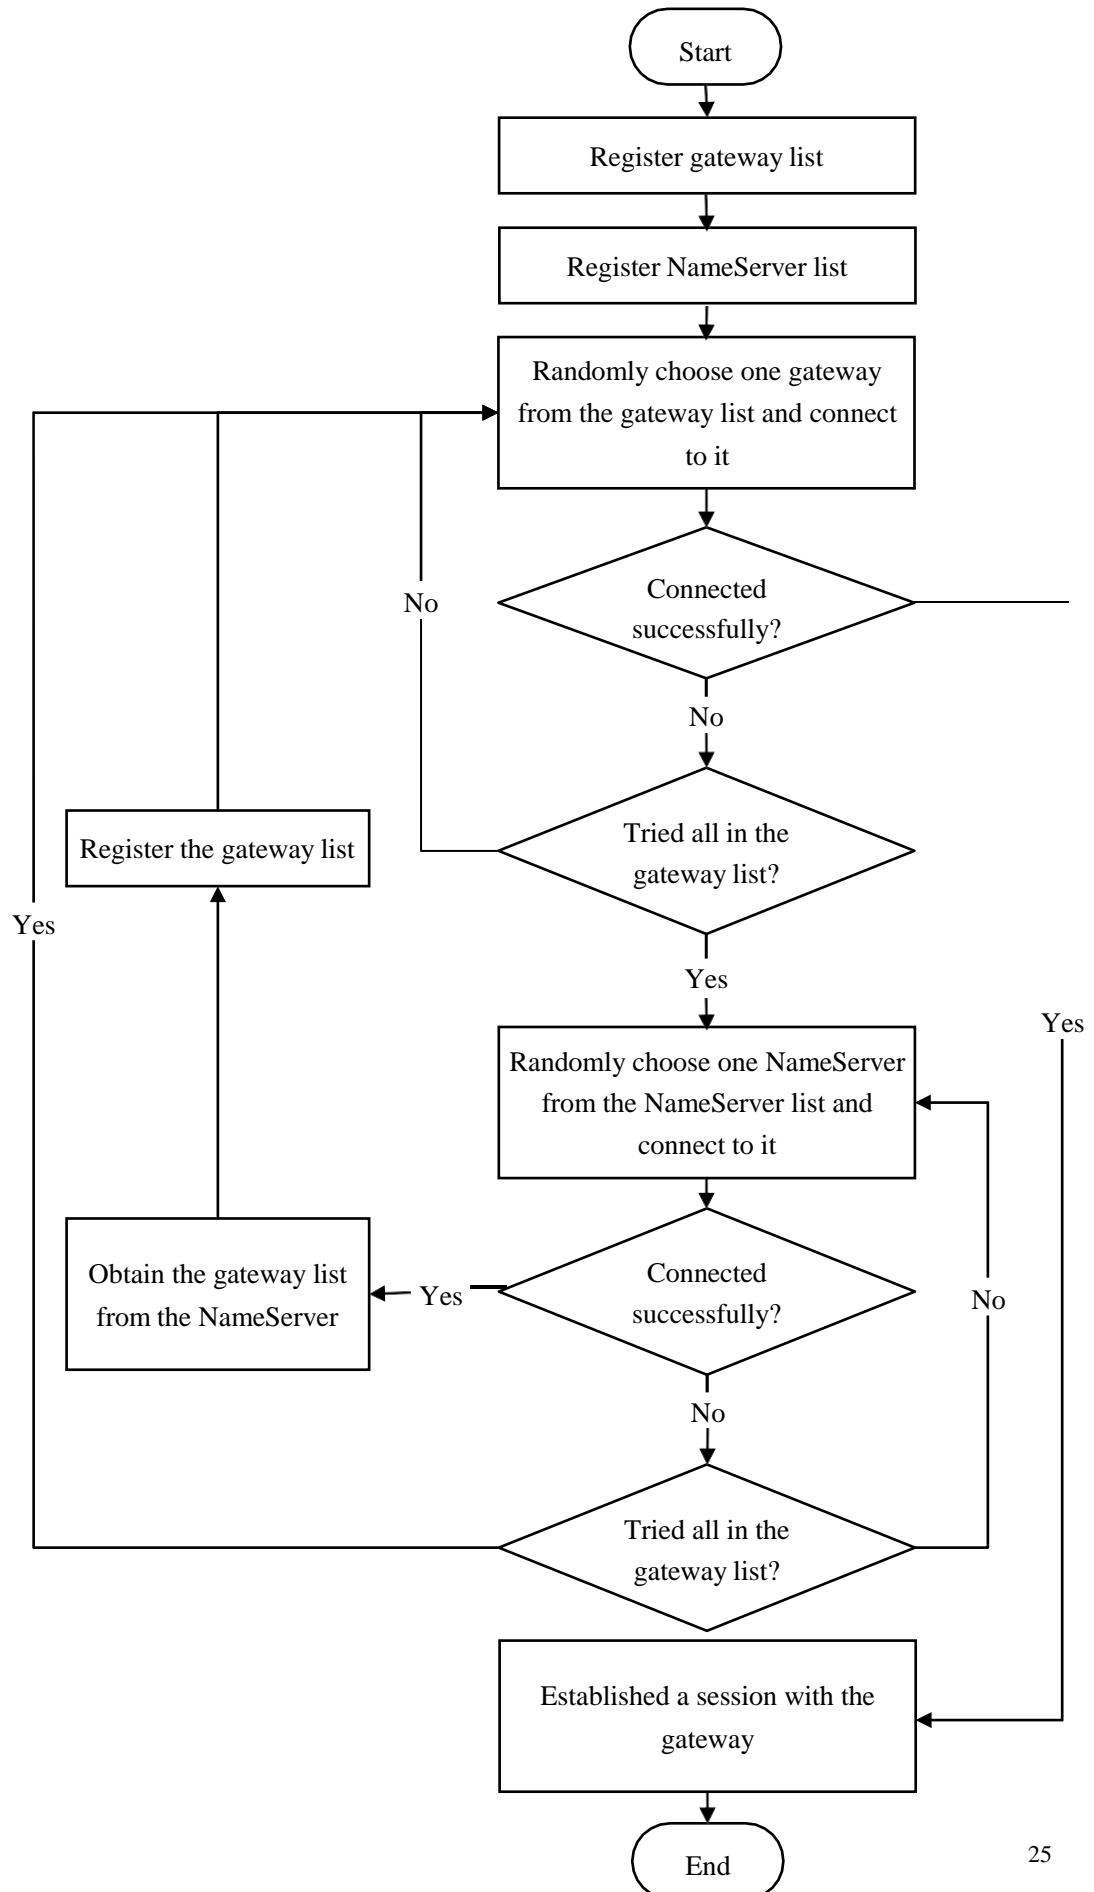 Start
Register gateway list
Register NameServer list
Randomly choose one gateway
from the gateway list and connect
to it
Connected
successfully?
No
No
Tried all in the
gateway list?
Register the gateway list
Yes
Yes
Yes
Randomly choose one NameServer
from the NameServer list and
connect to it
Connected
successfully?
Yes
Obtain the gateway list
from the NameServer
No
No
Tried all in the
gateway list?
Established a session with the
gateway
End
25